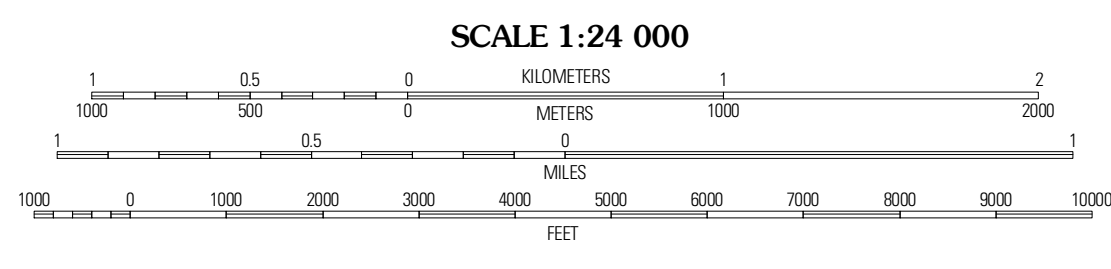 SCALE 1:24 000
1 0.5 0 KILOMETERS 1 2
1000 500 0 METERS 1000 2000
1 0.5 0 1
MILES
1000 0 1000 2000 3000 4000 5000 6000 7000 8000 9000 10000
FEET